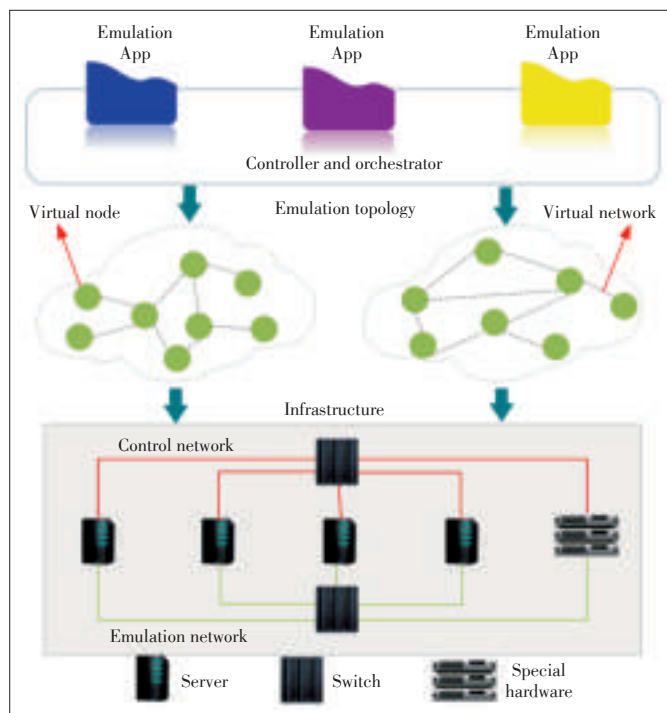 Emulation
App
Emulation
App
Emulation
App
Controller and orchestrator
Virtual node
Emulation topology
Virtual network
Infrastructure
Control network
Emulation network
Server
Switch
Special
hardware